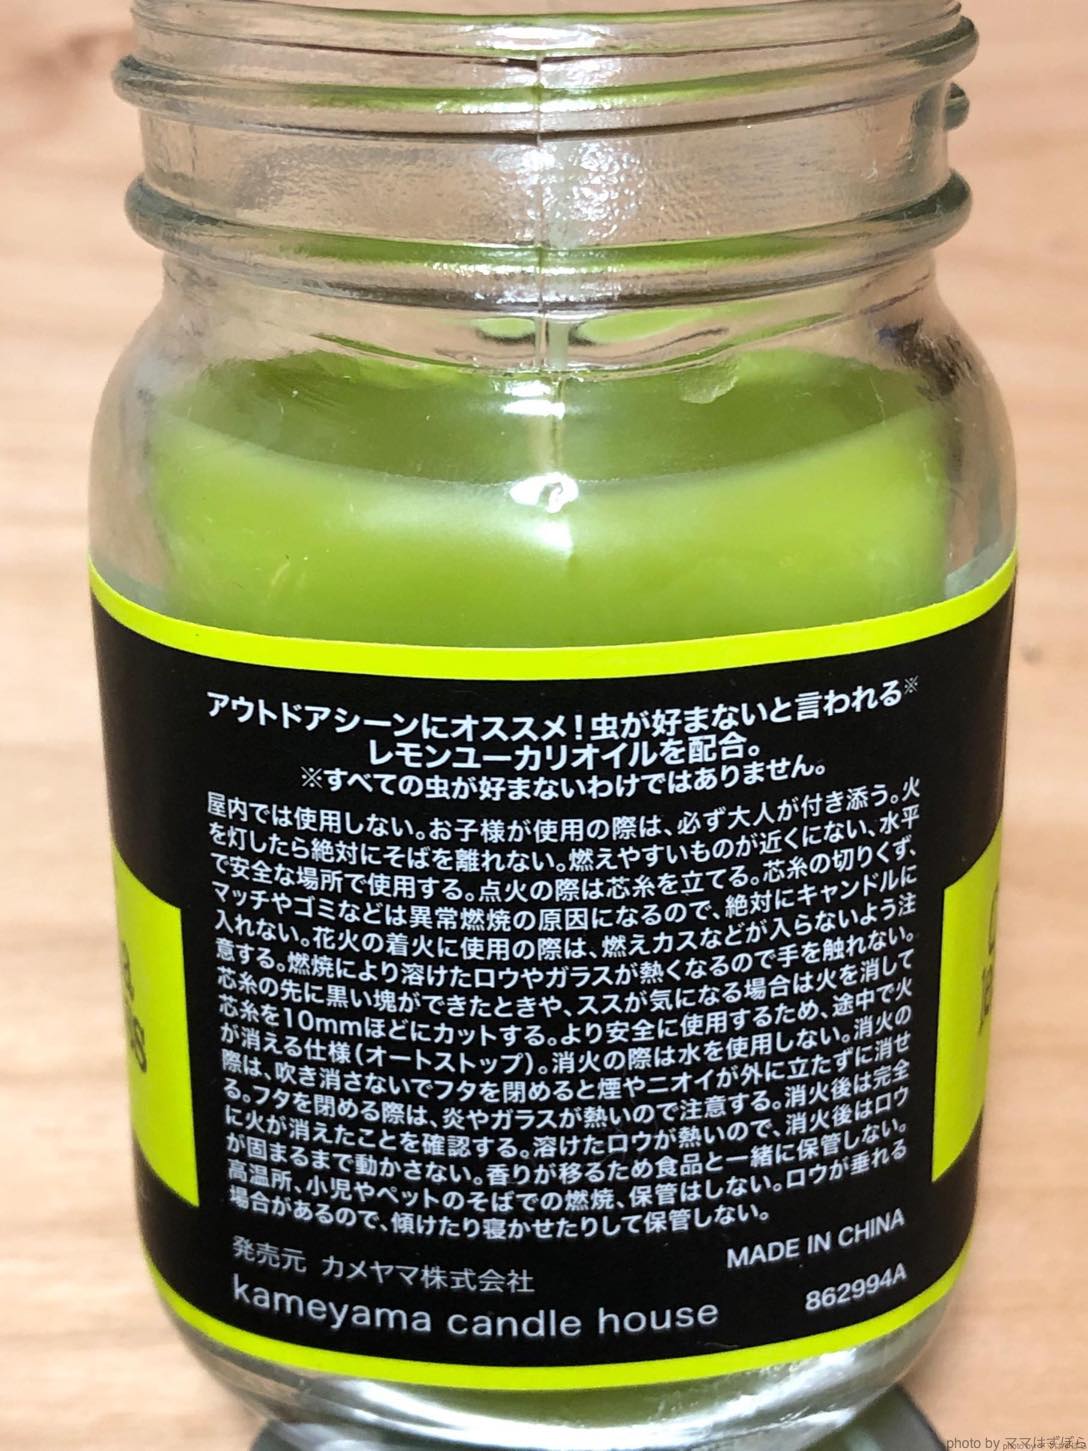 アウトドアシーンにオススメ！虫が好まないと言われる※
レモンユーカリオイルを配合。
※すべての虫が好まないわけではありません。
屋内では使用しない。お子様が使用の際は、必ず大人が付き添う。火
を灯したら絶対にそばを離れない。燃えやすいものが近くにない、水平
で安全な場所で使用する。点火の際は芯糸を立てる。芯糸の切りくず、
マッチやゴミなどは異常燃焼の原因になるので、絶対にキャンドルに
入れない。花火の着火に使用の際は、燃えカスなどが入らないよう注
意する。燃焼により溶けたロウやガラスが熱くなるので手を触れない。
芯糸の先に黒い塊ができたときや、ススが気になる場合は火を消して
芯糸を10mmほどにカットする。より安全に使用するため、途中で火
が消える仕様(オートストップ)。消火の際は水を使用しない。消火の
際は、吹き消さないでフタを閉めると煙やニオイが外に立たずに消せ
る。フタを閉める際は、炎やガラスが熱いので注意する。消火後は完全
に火が消えたことを確認する。溶けたロウが熱いので、消火後はロウ
が固まるまで動かさない。香りが移るため食品と一緒に保管しない。
高温所、小児やペットのそばでの燃焼、保管はしない。ロウが垂れる
場合があるので、傾けたり寝かせたりして保管しない。
MADE IN CHINA
発売元 カメヤマ株式会社
kameyama candle house
862994A
photo by ママはずぼら